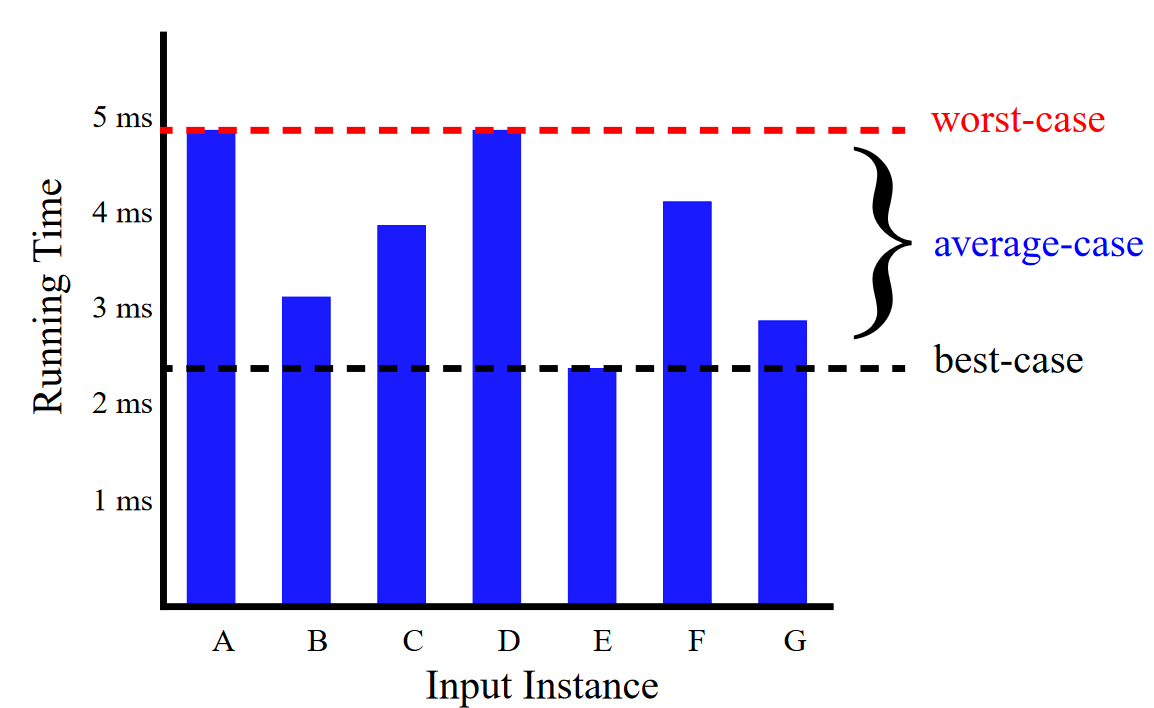 5 ms
worst-case
4 ms
average-case
3 ms
best-case
2 ms
1 ms
Running Time
A B C D E F G
Input Instance